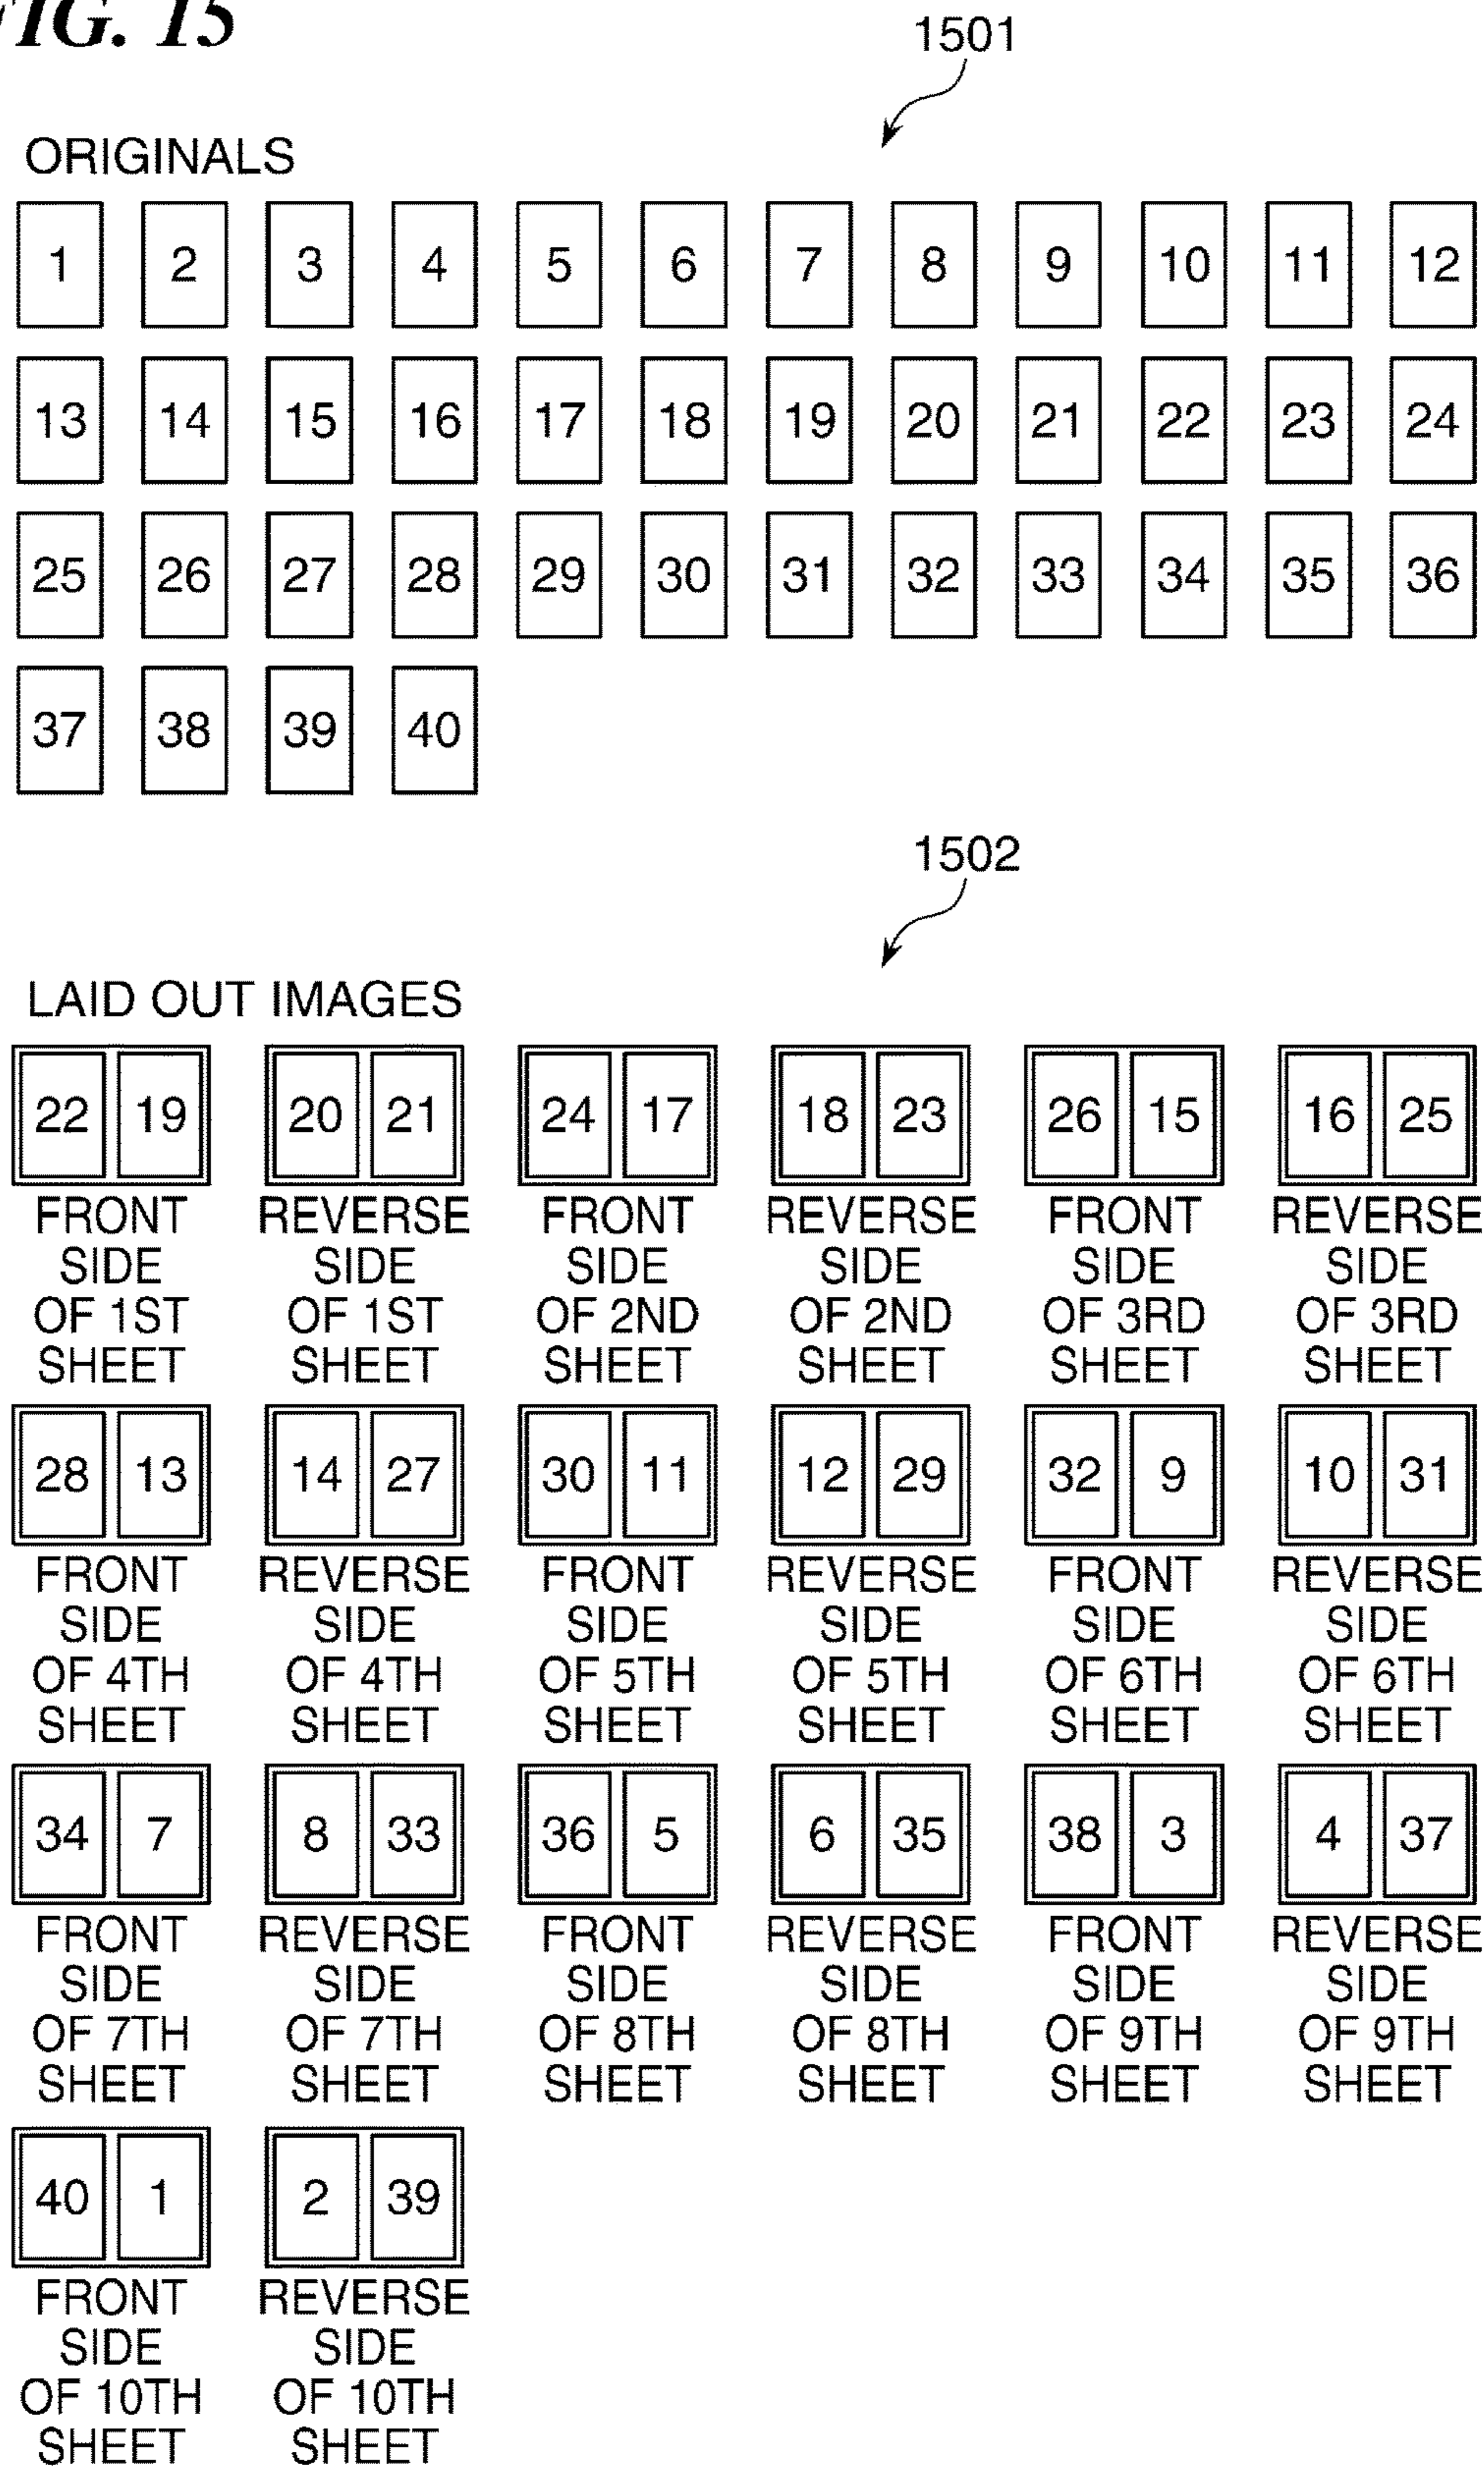 FIG. 15
1501
ORIGINALS
1 2 3 4 5 6 7 8 9 10 11 12
13 14 15 16 17 18 19 20 21 22 23 24
25 26 27 28 29 30 31 32 33 34 35 36
37 38 39 40
1502
LAID OUT IMAGES
22 19 20 21 24 17 18 23 26 15 16 25
FRONT REVERSE FRONT REVERSE FRONT REVERSE
SIDE SIDE SIDE SIDE SIDE SIDE
OF 1ST OF 1ST OF 2ND OF 2ND OF 3RD OF 3RD
SHEET SHEET SHEET SHEET SHEET SHEET
28 13 14 27 30 11 12 29 32 9 10 31
FRONT REVERSE FRONT REVERSE FRONT REVERSE
SIDE SIDE SIDE SIDE SIDE SIDE
OF 4TH OF 4TH OF 5TH OF 5TH OF 6TH OF 6TH
SHEET SHEET SHEET SHEET SHEET SHEET
34 7 8 33 36 5 6 35 38 3 4 37
FRONT REVERSE FRONT REVERSE FRONT REVERSE
SIDE SIDE SIDE SIDE SIDE SIDE
OF 7TH OF 7TH OF 8TH OF 8TH OF 9TH OF 9TH
SHEET SHEET SHEET SHEET SHEET SHEET
40 1 2 39
FRONT REVERSE
SIDE SIDE
OF 10TH OF 10TH
SHEET SHEET